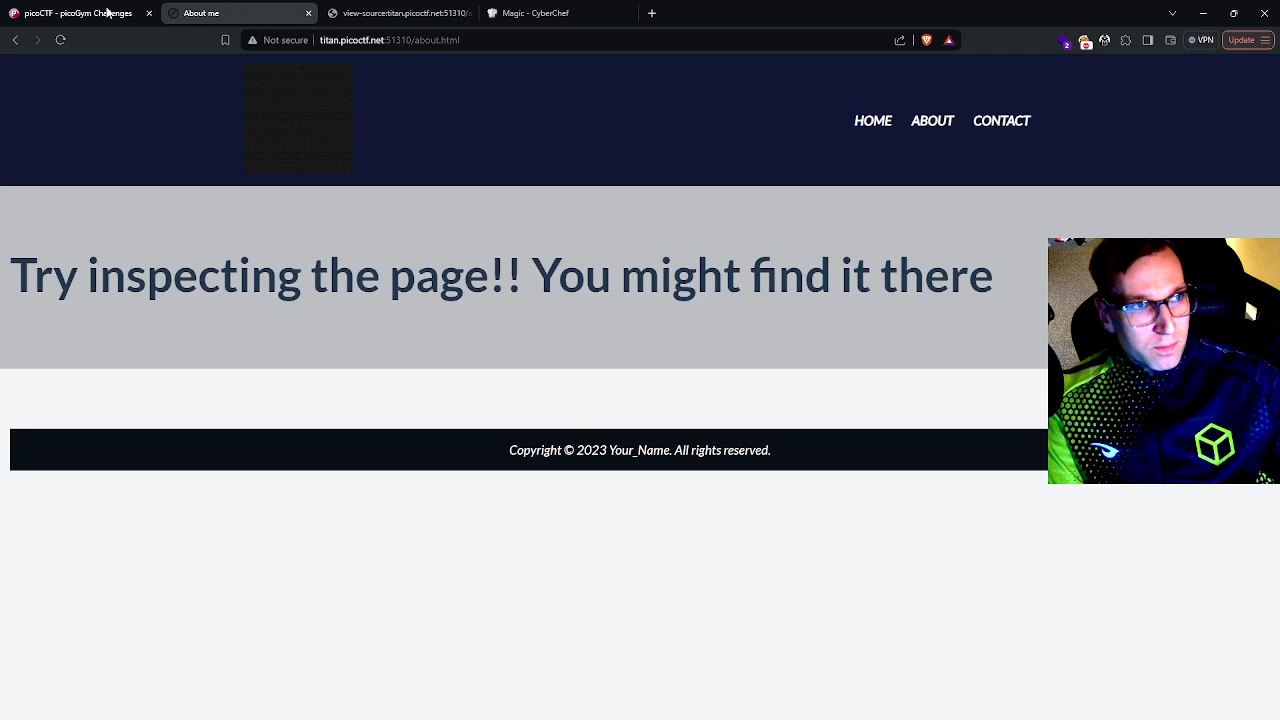 picoCTF - picoGym Challenges
About me
view-source:titan.picoctf.net:51310/a
Magic - CyberChef
Not secure
titan.picoctf.net:51310/about.html
2
VPN
Update
HOME
ABOUT
CONTACT
Try inspecting the page!! You might find it there
Copyright © 2023 Your_Name. All rights reserved.